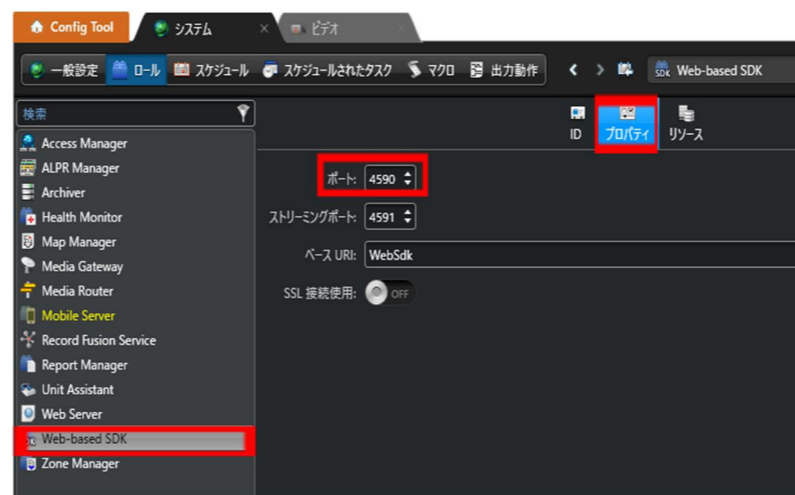 Config Tool システム × ビデオ ×
一般設定 ロール スケジュール スケジュールされたタスク マクロ 出力動作 < > SDK Web-based SDK
検索
ID プロパティ リソース
Access Manager
ALPR Manager
Archiver
Health Monitor
Map Manager
Media Gateway
Media Router
Mobile Server
Record Fusion Service
Report Manager
Unit Assistant
Web Server
Web-based SDK
Zone Manager
ポート: 4590
ストリーミングポート: 4591
ベース URI: WebSdk
SSL 接続使用: OFF